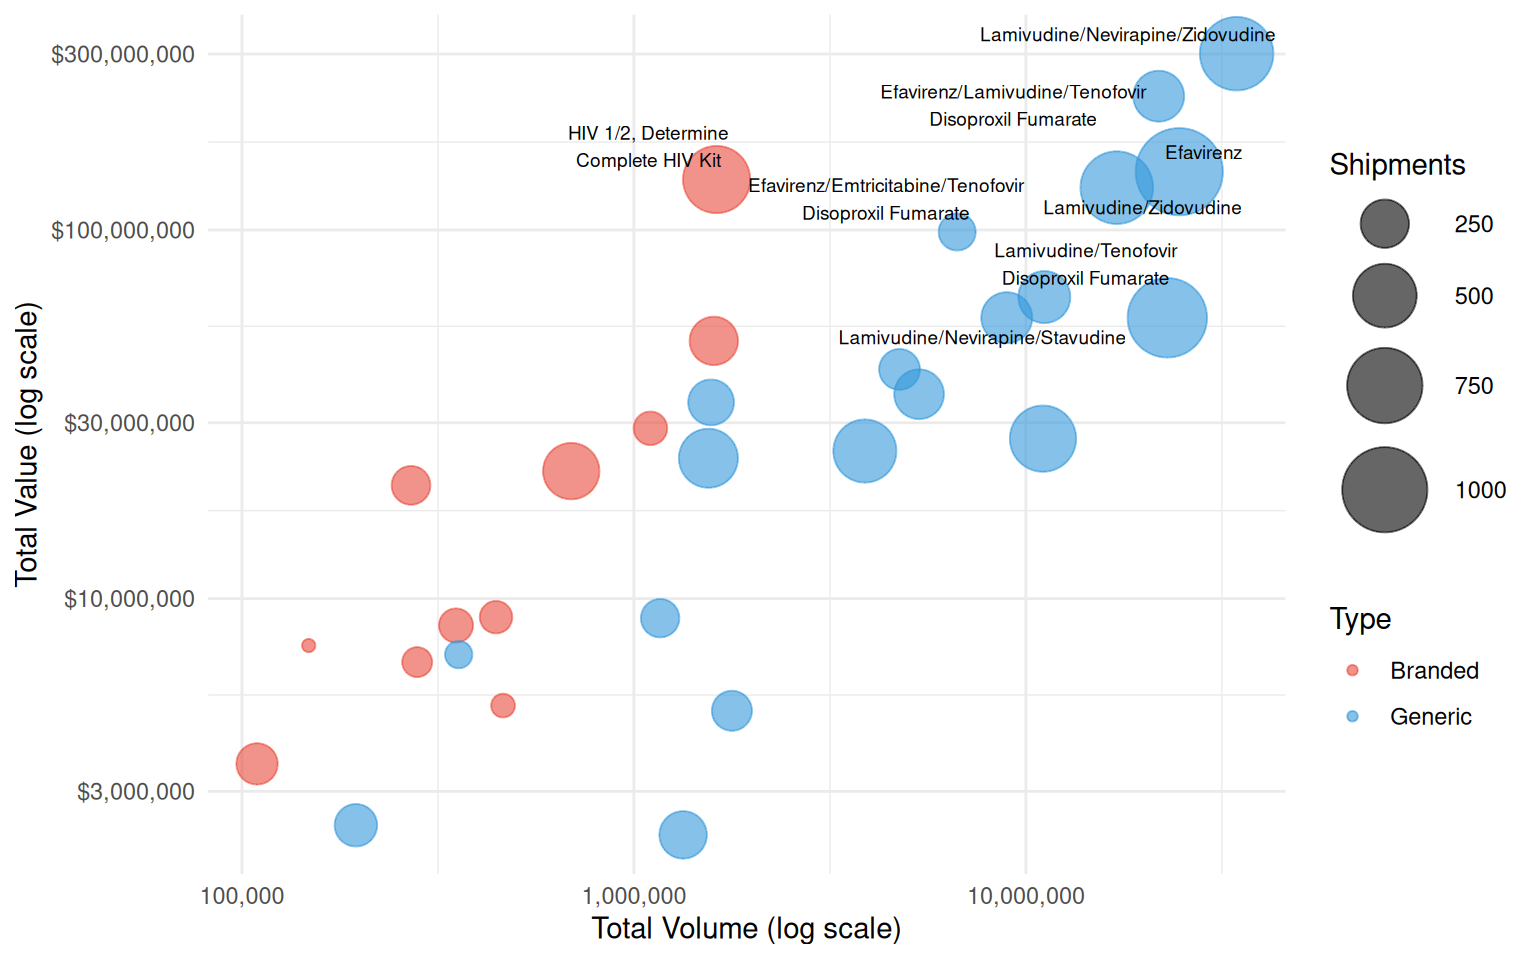 Total Value (log scale)
$300,000,000
$100,000,000
$30,000,000
$10,000,000
$3,000,000
Lamivudine/Nevirapine/Zidovudine
Efavirenz/Lamivudine/Tenofovir
Disoproxil Fumarate
HIV 1/2, Determine
Complete HIV Kit
Efavirenz
Efavirenz/Emtricitabine/Tenofovir
Disoproxil Fumarate
Lamivudine/Zidovudine
Lamivudine/Tenofovir
Disoproxil Fumarate
Lamivudine/Nevirapine/Stavudine
100,000
1,000,000
10,000,000
Total Volume (log scale)
Shipments
250
500
750
1000
Type
Branded
Generic